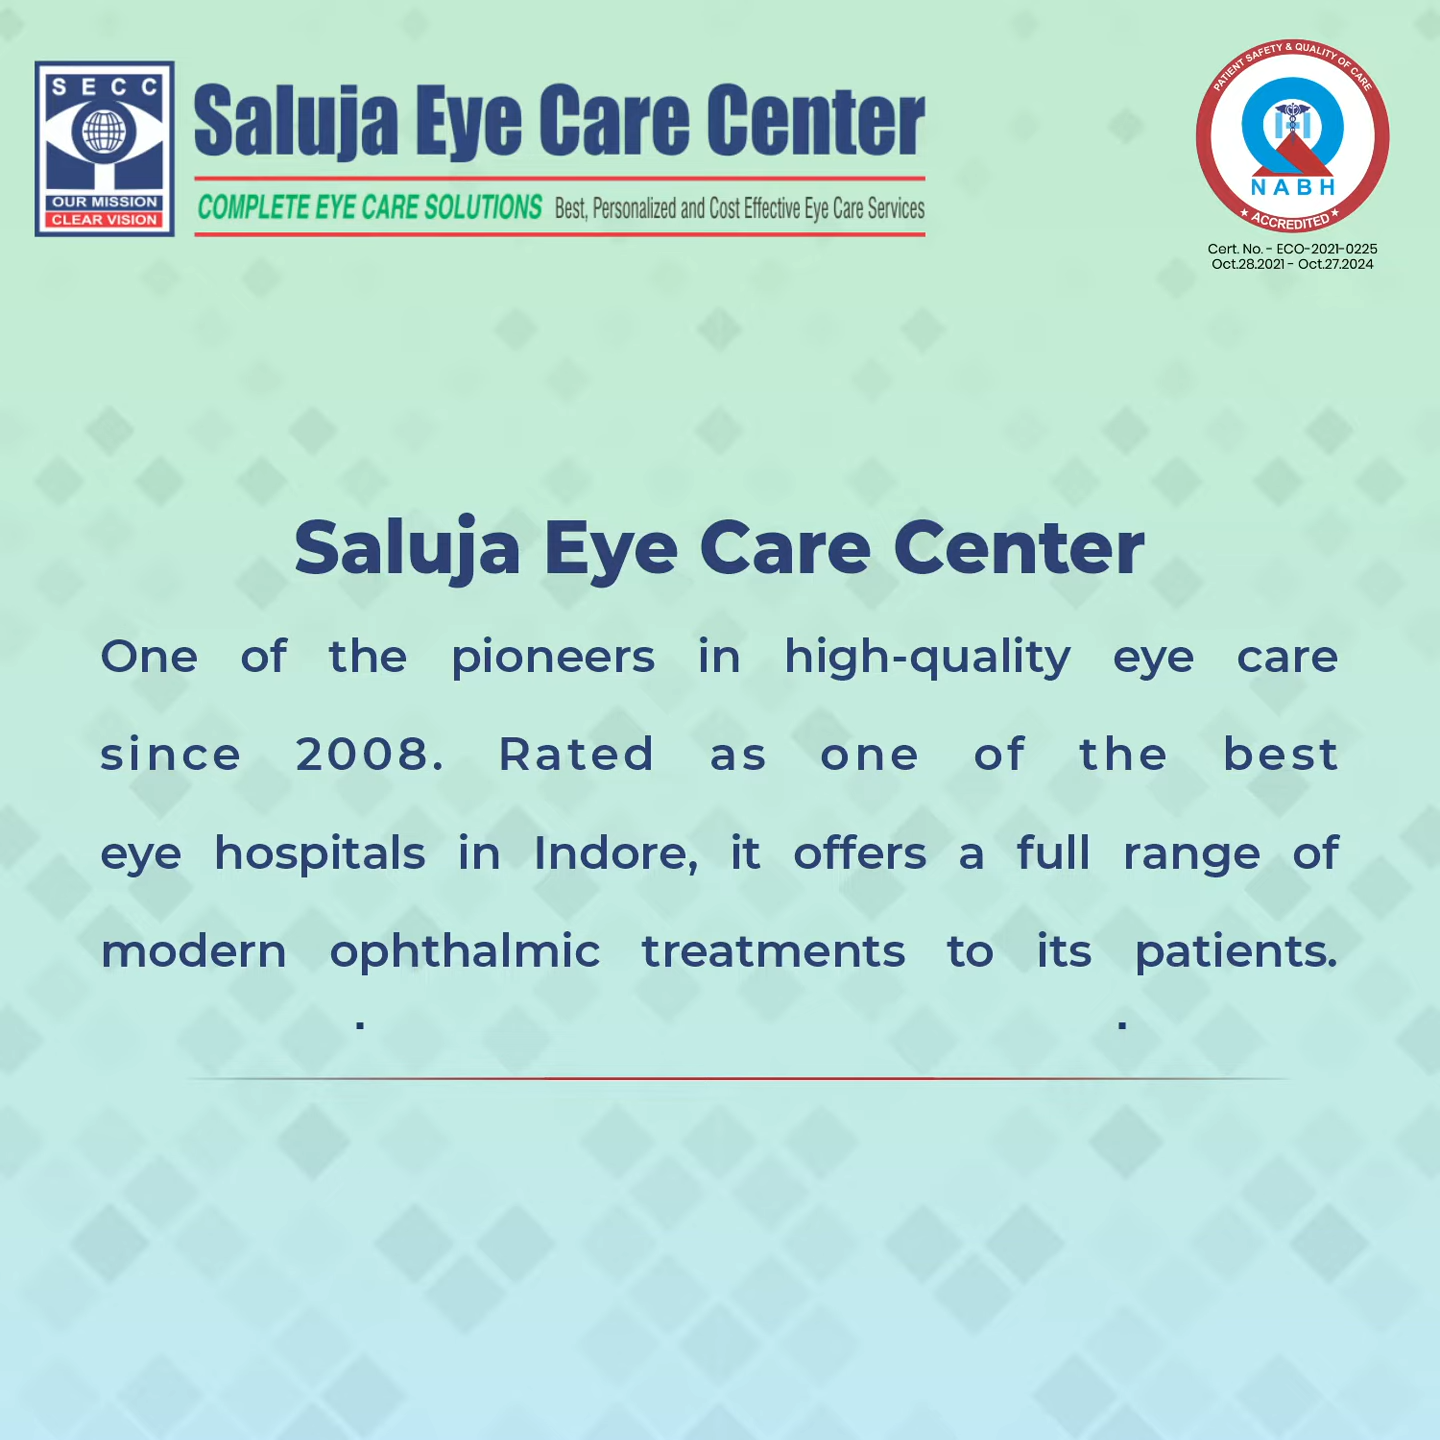 SECC
OUR MISSION
CLEAR VISION
Saluja Eye Care Center
COMPLETE EYE CARE SOLUTIONS Best, Personalized and Cost Effective Eye Care Services
PATIENT SAFETY & QUALITY OF CARE
NABH
★ ACCREDITED ★
Cert. No. - ECO-2021-0225
Oct.28.2021 - Oct.27.2024
Saluja Eye Care Center
One of the pioneers in high-quality eye care
since 2008. Rated as one of the best
eye hospitals in Indore, it offers a full range of
modern ophthalmic treatments to its patients.
. .